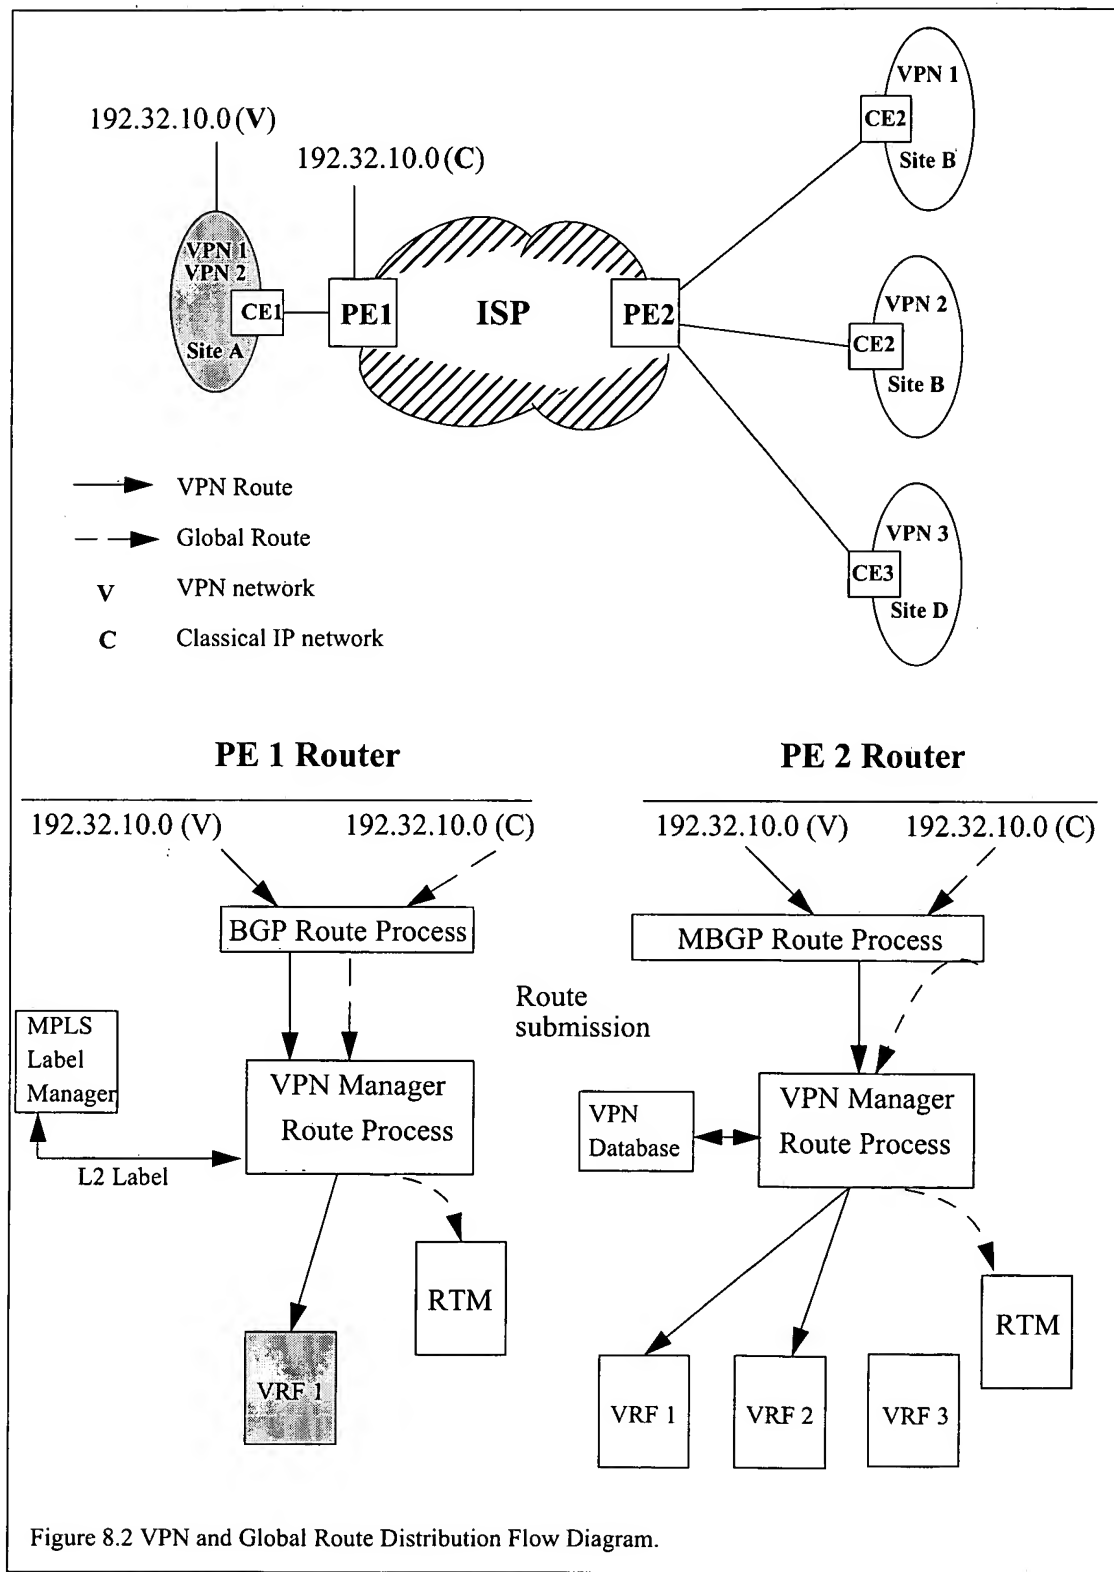 192.32.10.0 (V)
192.32.10.0 (C)
VPN 1
VPN 2
CE1
Site A
PE1
ISP
PE2
VPN 1
CE2
Site B
VPN 2
CE2
Site B
VPN 3
CE3
Site D
VPN Route
Global Route
V VPN network
C Classical IP network
PE 1 Router
192.32.10.0 (V) 192.32.10.0 (C)
BGP Route Process
MPLS
Label
Manager
L2 Label
VPN Manager
Route Process
RTM
VRF 1
PE 2 Router
192.32.10.0 (V) 192.32.10.0 (C)
MBGP Route Process
Route
submission
VPN
Database
VPN Manager
Route Process
RTM
VRF 1
VRF 2
VRF 3
Figure 8.2 VPN and Global Route Distribution Flow Diagram.